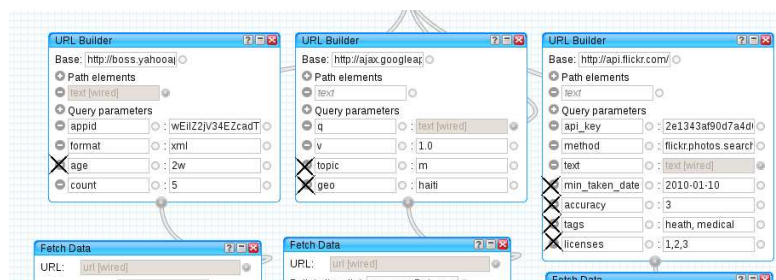 URL Builder
Base: http://boss.yahooa
Path elements
text [wired]
Query parameters
appid : wEiIZ2jV34EZcadT
format : xml
age : 2w
count : 5
URL Builder
Base: http://ajax.googleap
Path elements
text
Query parameters
q : text [wired]
v : 1.0
topic : m
geo : haiti
URL Builder
Base: http://api.flickr.com/
Path elements
text
Query parameters
api_key : 2e1343af90d7a4d
method : flickr.photos.search
text : text [wired]
min_taken_date : 2010-01-10
accuracy : 3
tags : heath, medical
licenses : 1,2,3
Fetch Data
URL: url [wired]
Fetch Data
URL: url [wired]
Fetch Data